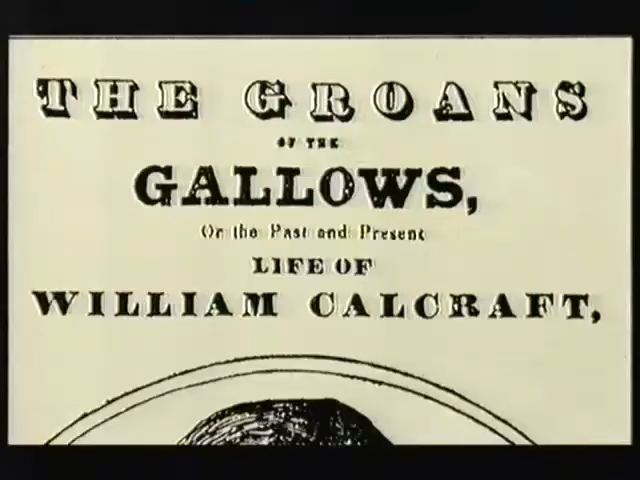 THE GROANS
OF THE
GALLOWS,
Or the Past and Present
LIFE OF
WILLIAM CALCRAFT,